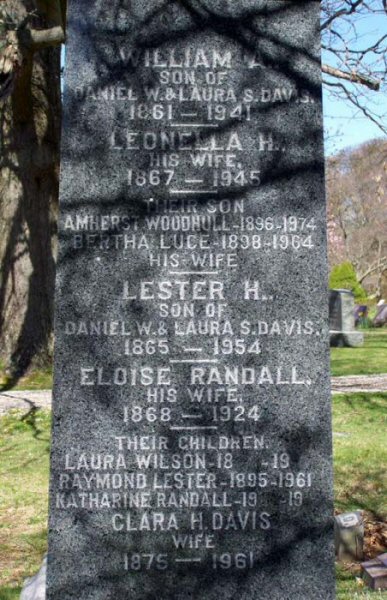 WILLIAM A.
SON OF
DANIEL W. & LAURA S. DAVIS.
1861 — 1941
LEONELLA H.,
HIS WIFE,
1867 — 1945
THEIR SON
AMHERST WOODHULL-1896-1974
BERTHA LUCE-1898-1964
HIS WIFE
LESTER H..
SON OF
DANIEL W. & LAURA S. DAVIS.
1865 — 1954
ELOISE RANDALL,
HIS WIFE,
1868 — 1924
THEIR CHILDREN.
LAURA WILSON-18 -19
RAYMOND LESTER-1895-1961
KATHARINE RANDALL-19 -19
CLARA H. DAVIS
WIFE
1875 — 1961